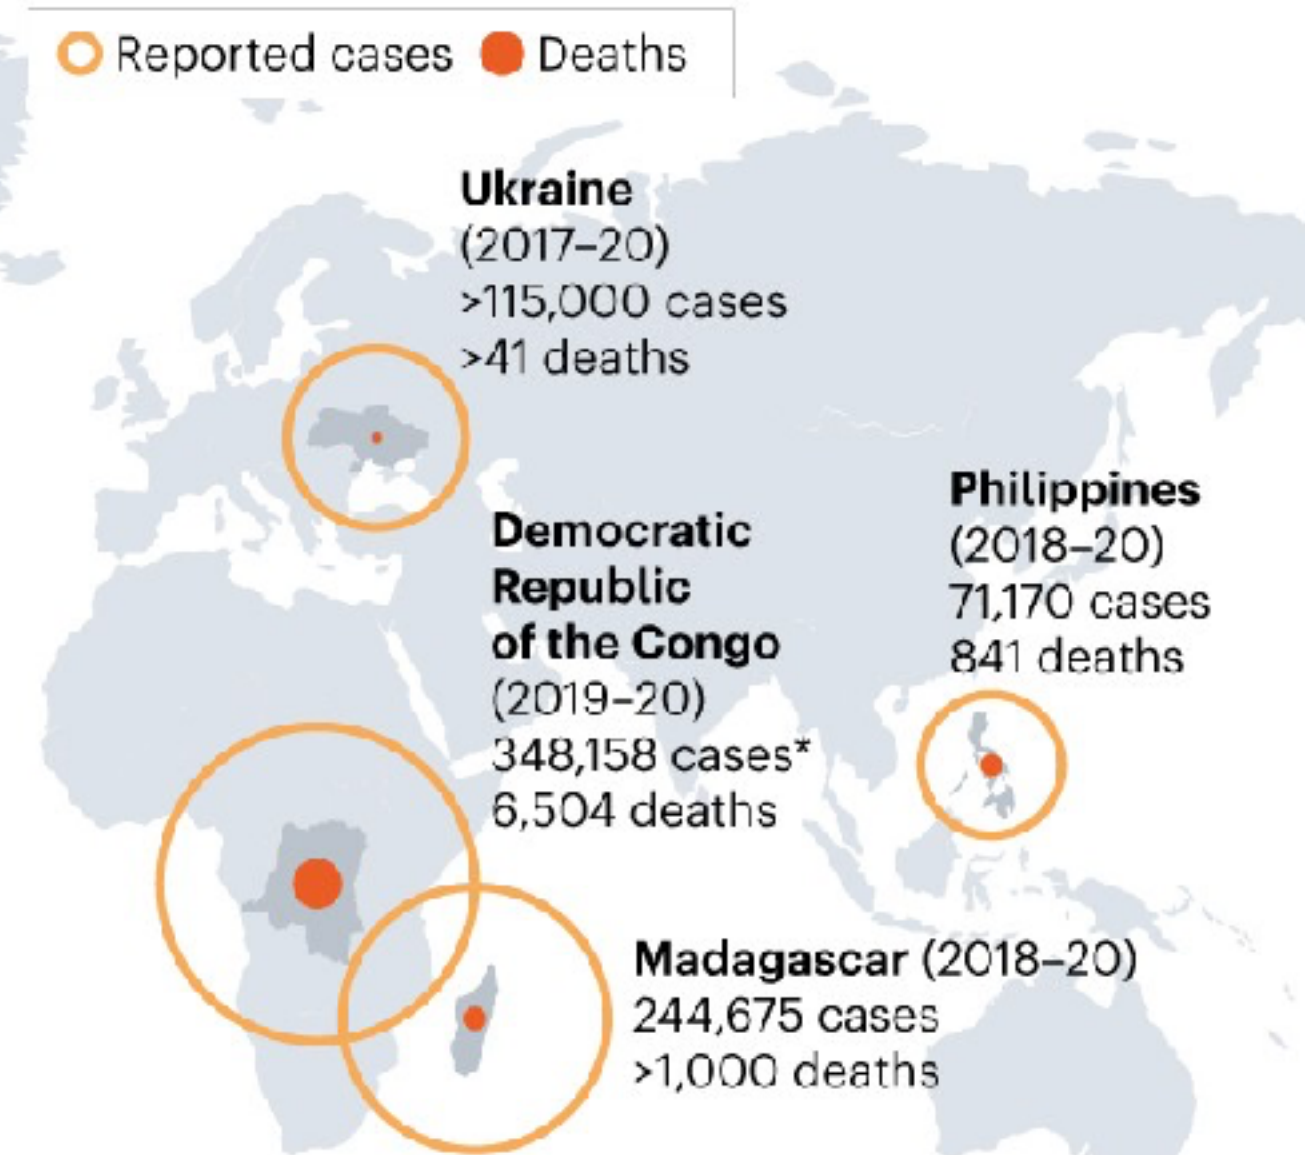 Reported cases Deaths
Ukraine
(2017–20)
>115,000 cases
>41 deaths
Democratic
Republic
of the Congo
(2019–20)
348,158 cases*
6,504 deaths
Philippines
(2018–20)
71,170 cases
841 deaths
Madagascar (2018–20)
244,675 cases
>1,000 deaths